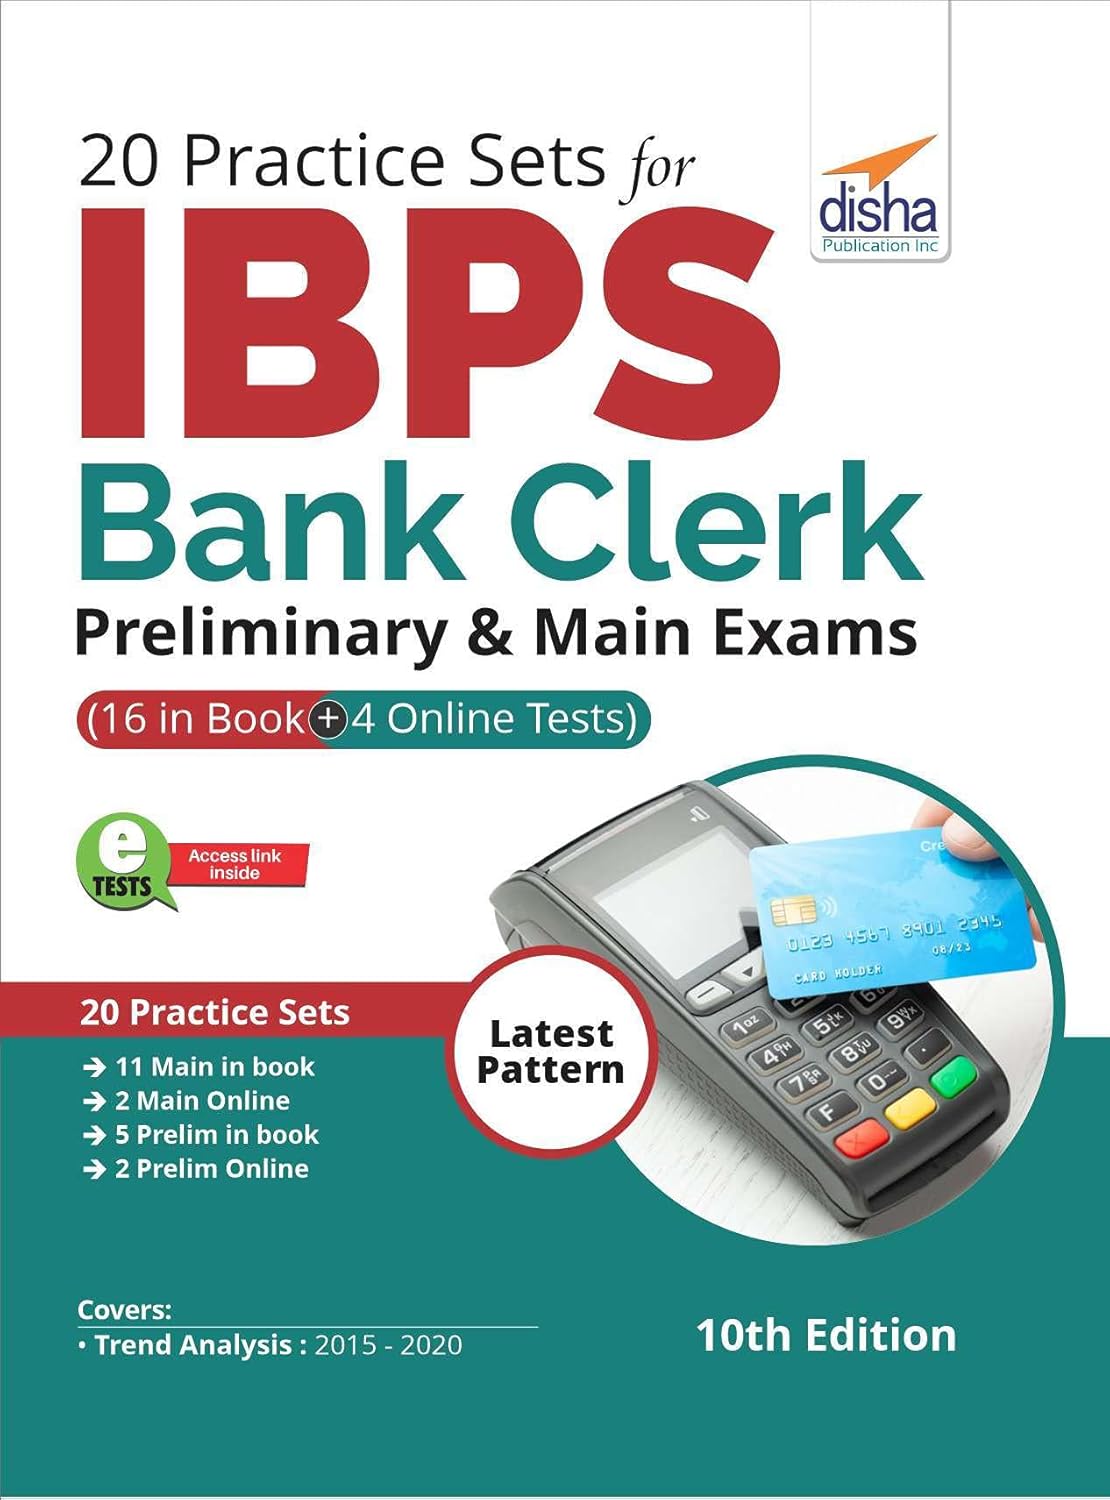 20 Practice Sets for
IBPS
Bank Clerk
Preliminary & Main Exams
(16 in Book + 4 Online Tests)
disha
Publication Inc
e
TESTS
Access link
inside
Cre
0123 4567 8901 2345
08/23
CARD HOLDER
20 Practice Sets
→ 11 Main in book
→ 2 Main Online
→ 5 Prelim in book
→ 2 Prelim Online
Latest
Pattern
Covers:
• Trend Analysis : 2015 - 2020
10th Edition